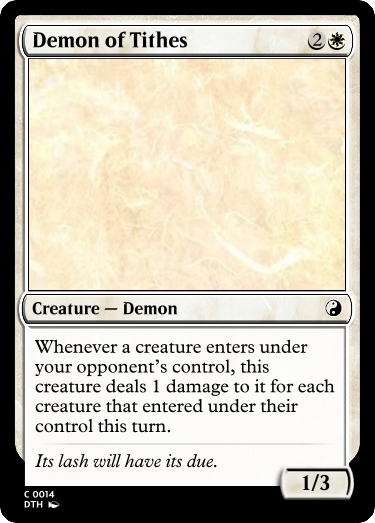 Demon of Tithes 2
Creature — Demon
Whenever a creature enters under
your opponent's control, this
creature deals 1 damage to it for each
creature that entered under their
control this turn.
Its lash will have its due.
1/3
C 0014
DTH